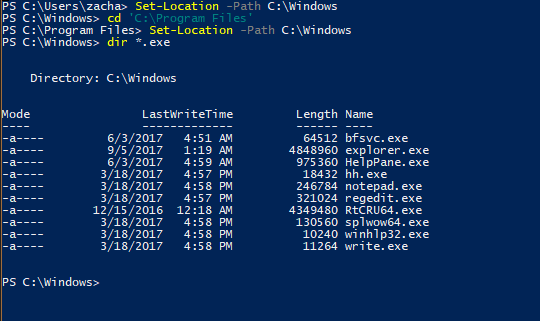 PS C:\Users\zacha> Set-Location -Path C:\Windows
PS C:\Windows> cd 'C:\Program Files'
PS C:\Program Files> Set-Location -Path C:\Windows
PS C:\Windows> dir *.exe
Directory: C:\Windows
Mode LastWriteTime Length Name
---- ------------- ------ ----
-a---- 6/3/2017 4:51 AM 64512 bfsvc.exe
-a---- 9/5/2017 1:19 AM 4848960 explorer.exe
-a---- 6/3/2017 4:59 AM 975360 HelpPane.exe
-a---- 3/18/2017 4:57 PM 18432 hh.exe
-a---- 3/18/2017 4:58 PM 246784 notepad.exe
-a---- 3/18/2017 4:57 PM 321024 regedit.exe
-a---- 12/15/2016 12:18 AM 4349480 RtCRU64.exe
-a---- 3/18/2017 4:58 PM 130560 splwow64.exe
-a---- 3/18/2017 4:58 PM 10240 winhlp32.exe
-a---- 3/18/2017 4:58 PM 11264 write.exe
PS C:\Windows>